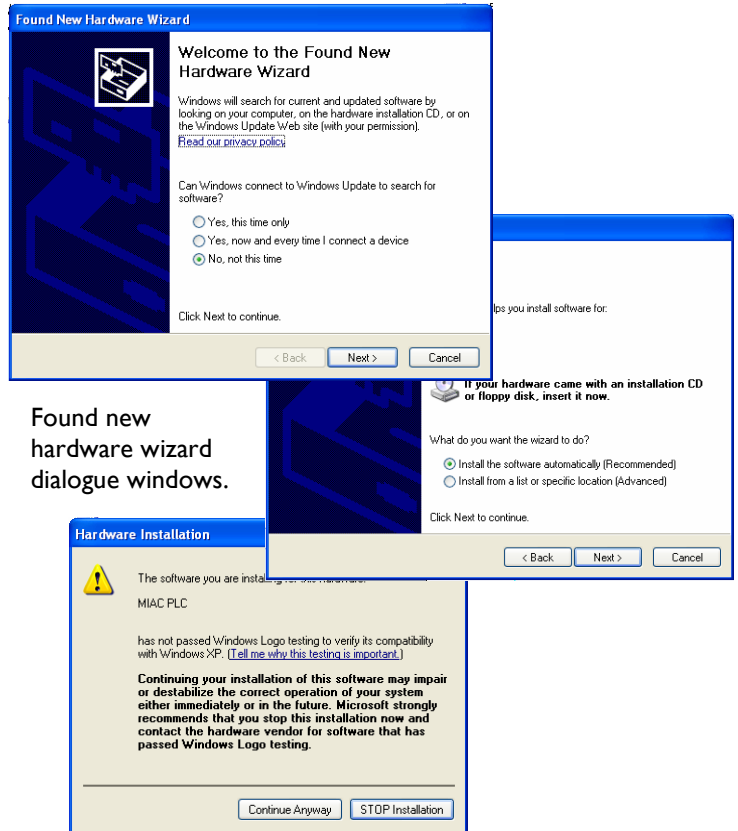 Found New Hardware Wizard
Welcome to the Found New
Hardware Wizard
Windows will search for current and updated software by
looking on your computer, on the hardware installation CD, or on
the Windows Update Web site (with your permission).
Read our privacy policy
Can Windows connect to Windows Update to search for
software?
Yes, this time only
Yes, now and every time I connect a device
No, not this time
Click Next to continue.
< Back
Next >
Cancel
you install software for:
If your hardware came with an installation CD
or floppy disk, insert it now.
What do you want the wizard to do?
Install the software automatically (Recommended)
Install from a list or specific location (Advanced)
Click Next to continue.
< Back
Next >
Cancel
Found new
hardware wizard
dialogue windows.
Hardware Installation
The software you are installing for this hardware:
MIAC PLC
has not passed Windows Logo testing to verify its compatibility
with Windows XP. (Tell me why this testing is important.)
Continuing your installation of this software may impair
or destabilize the correct operation of your system
either immediately or in the future. Microsoft strongly
recommends that you stop this installation now and
contact the hardware vendor for software that has
passed Windows Logo testing.
Continue Anyway
STOP Installation